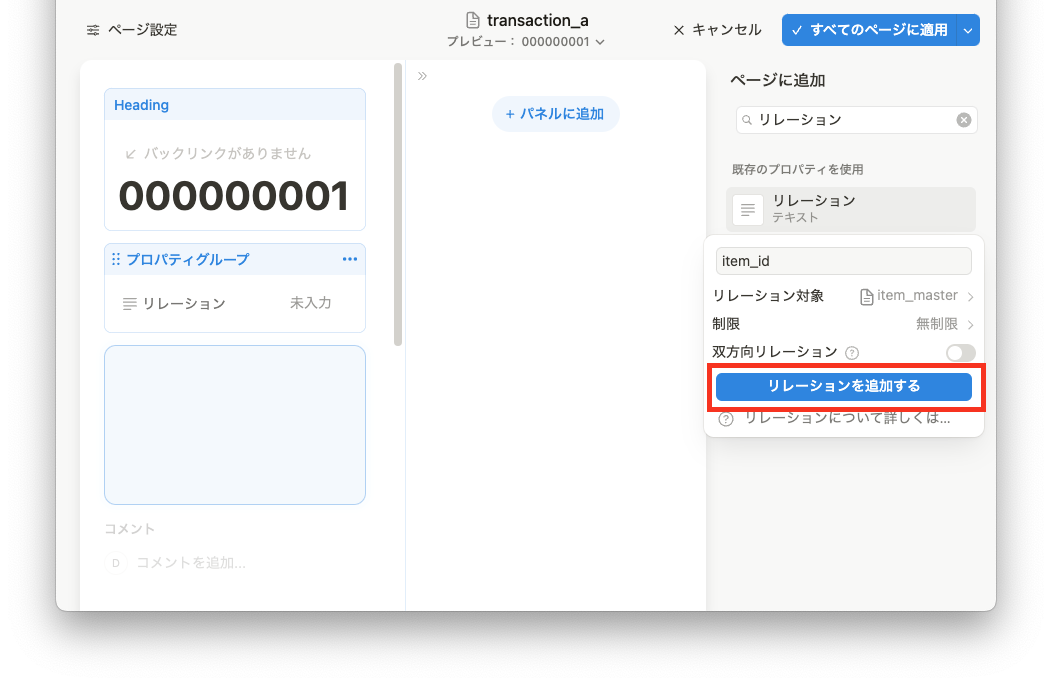 ページ設定
transaction_a
プレビュー： 000000001
キャンセル
すべてのページに適用
Heading
バックリンクがありません
000000001
プロパティグループ
リレーション
未入力
コメント
D
コメントを追加...
+ パネルに追加
ページに追加
リレーション
既存のプロパティを使用
リレーション
テキスト
item_id
リレーション対象
item_master
制限
無制限
双方向リレーション
リレーションを追加する
リレーションについて詳しくは...